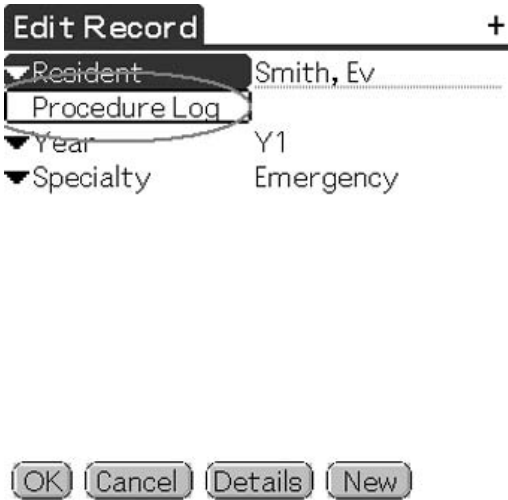 Edit Record +
Resident Smith, Ev
Procedure Log
Year Y1
Specialty Emergency
OK Cancel Details New